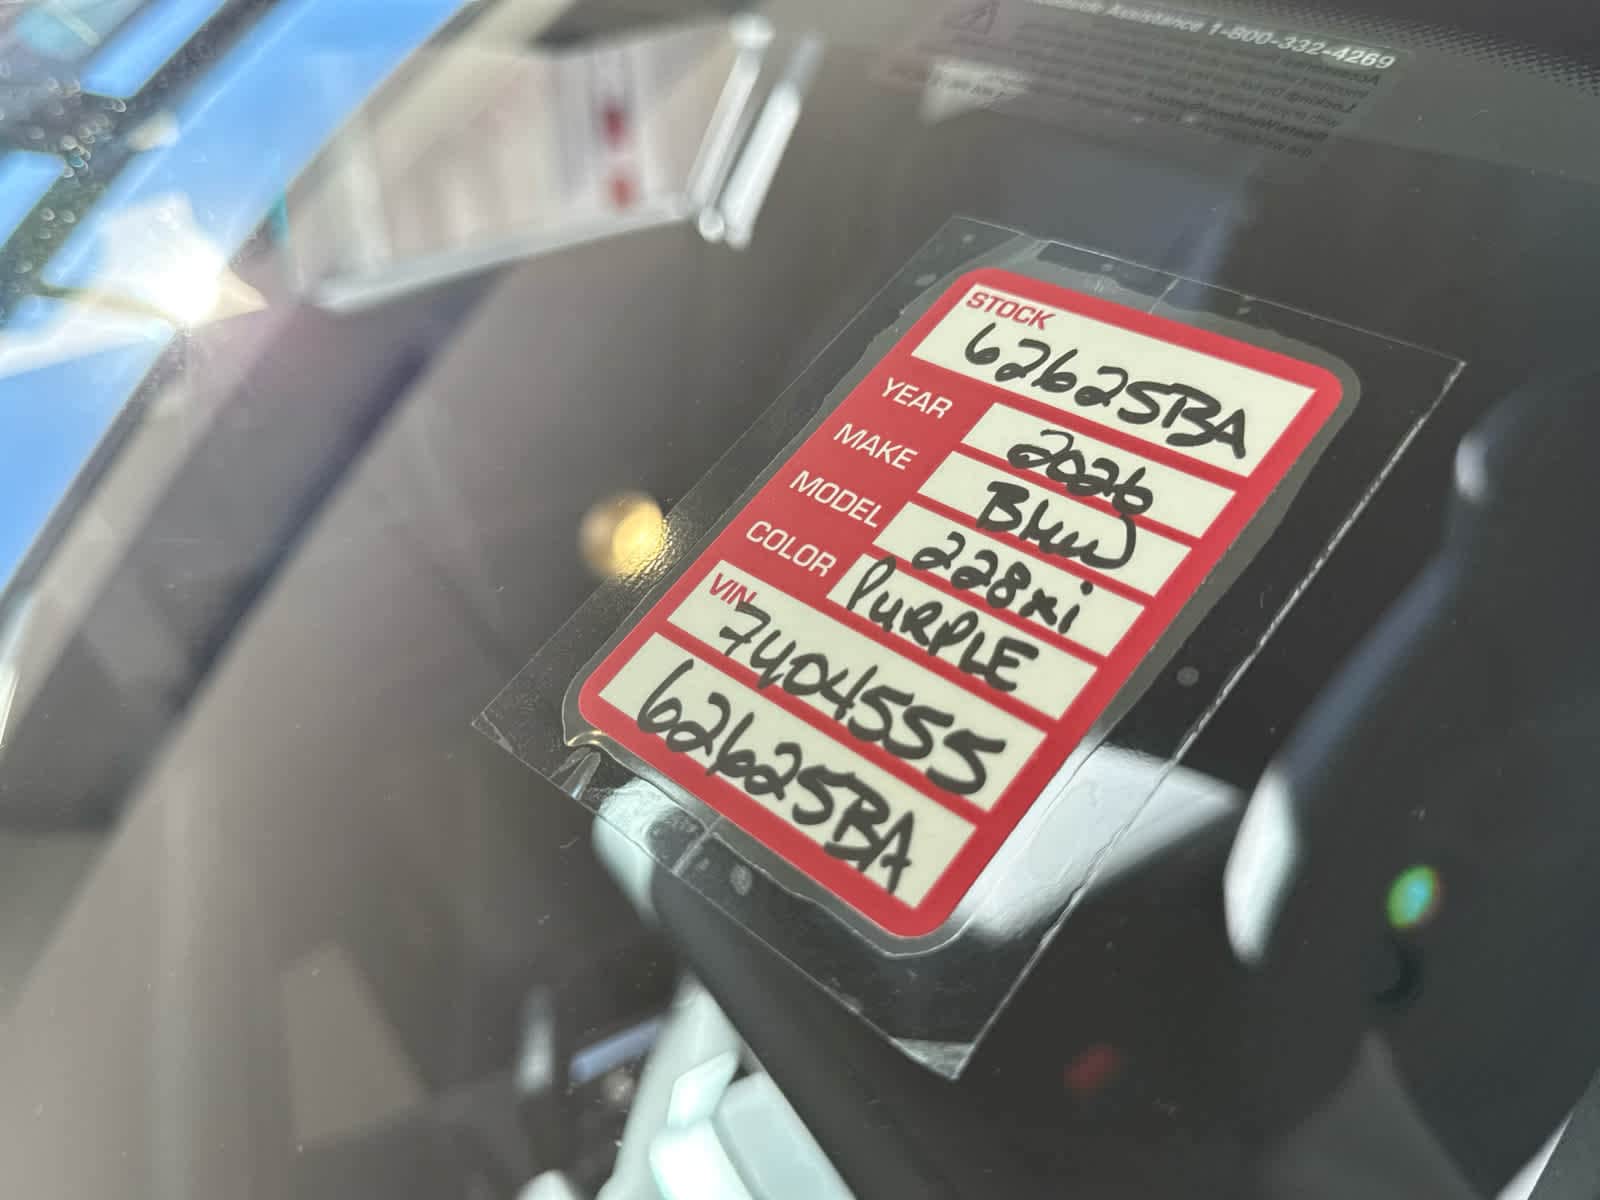 Roadside Assistance 1-800-332-4269
STOCK
62625BA
YEAR 2026
MAKE BMW
MODEL 228xi
COLOR PURPLE
VIN 7404555
62625BA